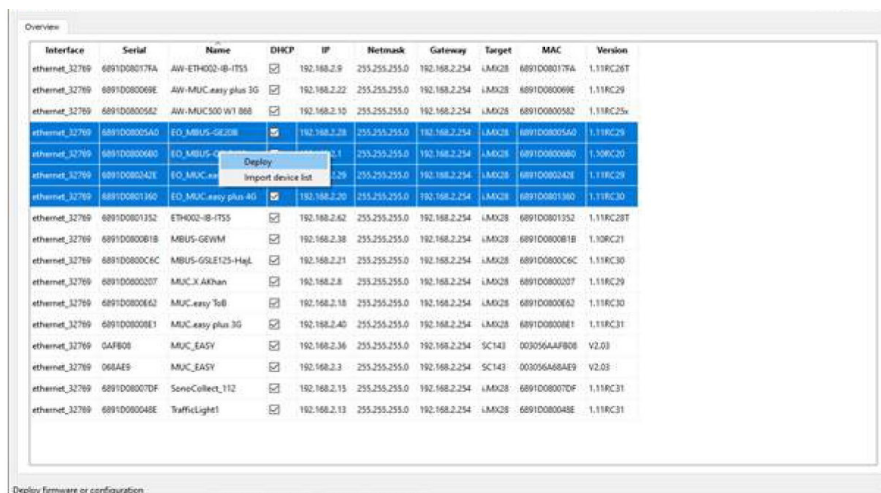 Overview
Interface Serial Name DHCP IP Netmask Gateway Target MAC Version
ethernet_32769 6891D08017FA AW-ETH002-IB-ITSS 192.168.2.9 255.255.255.0 192.168.2.254 i.MX28 6891D08017FA 1.11RC26T
ethernet_32769 6891D080069E AW-MUC.easy plus 3G 192.168.2.22 255.255.255.0 192.168.2.254 i.MX28 6891D080069E 1.11RC29
ethernet_32769 6891D0800582 AW-MUC500 W1 868 192.168.2.10 255.255.255.0 192.168.2.254 i.MX28 6891D0800582 1.11RC25x
ethernet_32769 6891D08005A0 EO_MBUS-GE20B 192.168.2.28 255.255.255.0 192.168.2.254 i.MX28 6891D08005A0 1.11RC29
ethernet_32769 6891D08006B0 EO_MBUS- 255.255.255.0 192.168.2.254 i.MX28 6891D08006B0 1.10RC20
Deploy
ethernet_32769 6891D080242E EO_MUC.ea 255.255.255.0 192.168.2.254 i.MX28 6891D080242E 1.11RC29
Import device list
ethernet_32769 6891D0801360 EO_MUC.easy plus 4G 192.168.2.20 255.255.255.0 192.168.2.254 i.MX28 6891D0801360 1.11RC30
ethernet_32769 6891D0801352 ETH002-IB-ITSS 192.168.2.62 255.255.255.0 192.168.2.254 i.MX28 6891D0801352 1.11RC28T
ethernet_32769 6891D0800B1B MBUS-GEWM 192.168.2.38 255.255.255.0 192.168.2.254 i.MX28 6891D0800B1B 1.10RC21
ethernet_32769 6891D0800C6C MBUS-GSLE125-HajL 192.168.2.21 255.255.255.0 192.168.2.254 i.MX28 6891D0800C6C 1.11RC30
ethernet_32769 6891D0800207 MUC.X AKhan 192.168.2.8 255.255.255.0 192.168.2.254 i.MX28 6891D0800207 1.11RC29
ethernet_32769 6891D0800E62 MUC.easy ToB 192.168.2.18 255.255.255.0 192.168.2.254 i.MX28 6891D0800E62 1.11RC30
ethernet_32769 6891D08008E1 MUC.easy plus 3G 192.168.2.40 255.255.255.0 192.168.2.254 i.MX28 6891D08008E1 1.11RC31
ethernet_32769 0AFB08 MUC_EASY 192.168.2.36 255.255.255.0 192.168.2.254 SC143 003056AAFB08 V2.03
ethernet_32769 068AE9 MUC_EASY 192.168.2.3 255.255.255.0 192.168.2.254 SC143 003056A68AE9 V2.03
ethernet_32769 6891D08007DF SonoCollect_112 192.168.2.15 255.255.255.0 192.168.2.254 i.MX28 6891D08007DF 1.11RC31
ethernet_32769 6891D080048E TrafficLight1 192.168.2.13 255.255.255.0 192.168.2.254 i.MX28 6891D080048E 1.11RC31
Deploy firmware or configuration